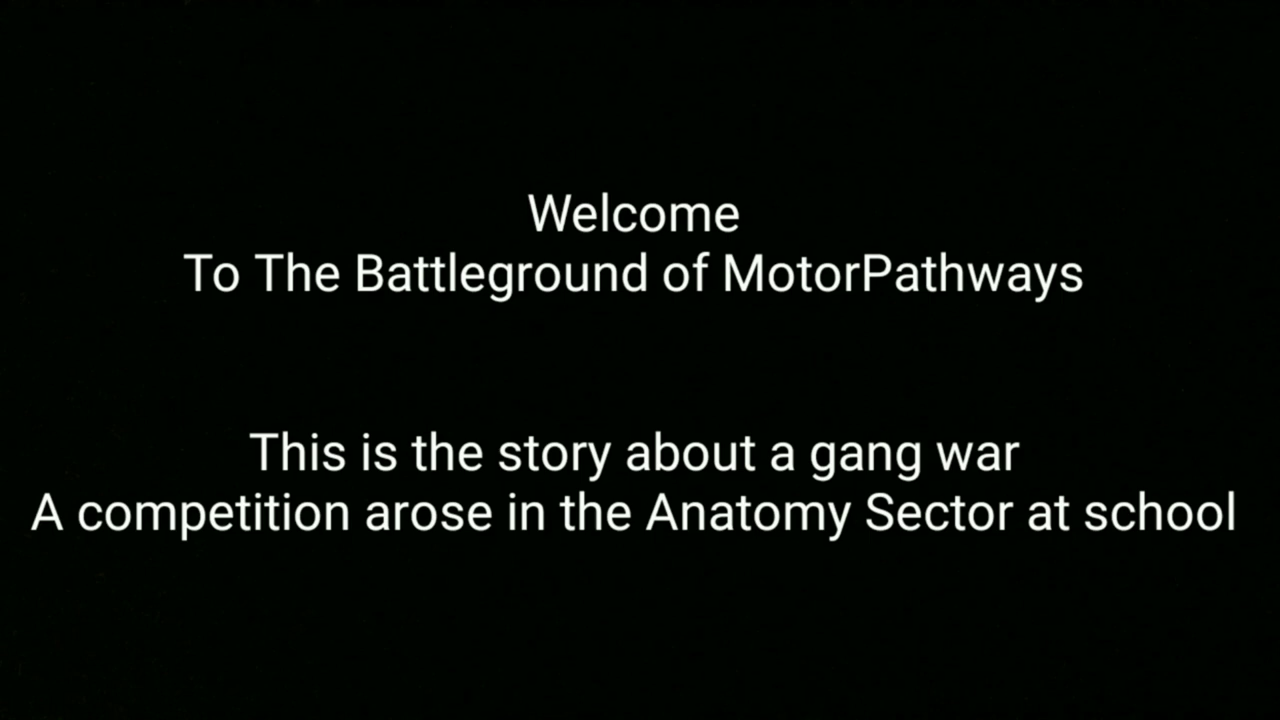 Welcome
To The Battleground of MotorPathways
This is the story about a gang war
A competition arose in the Anatomy Sector at school